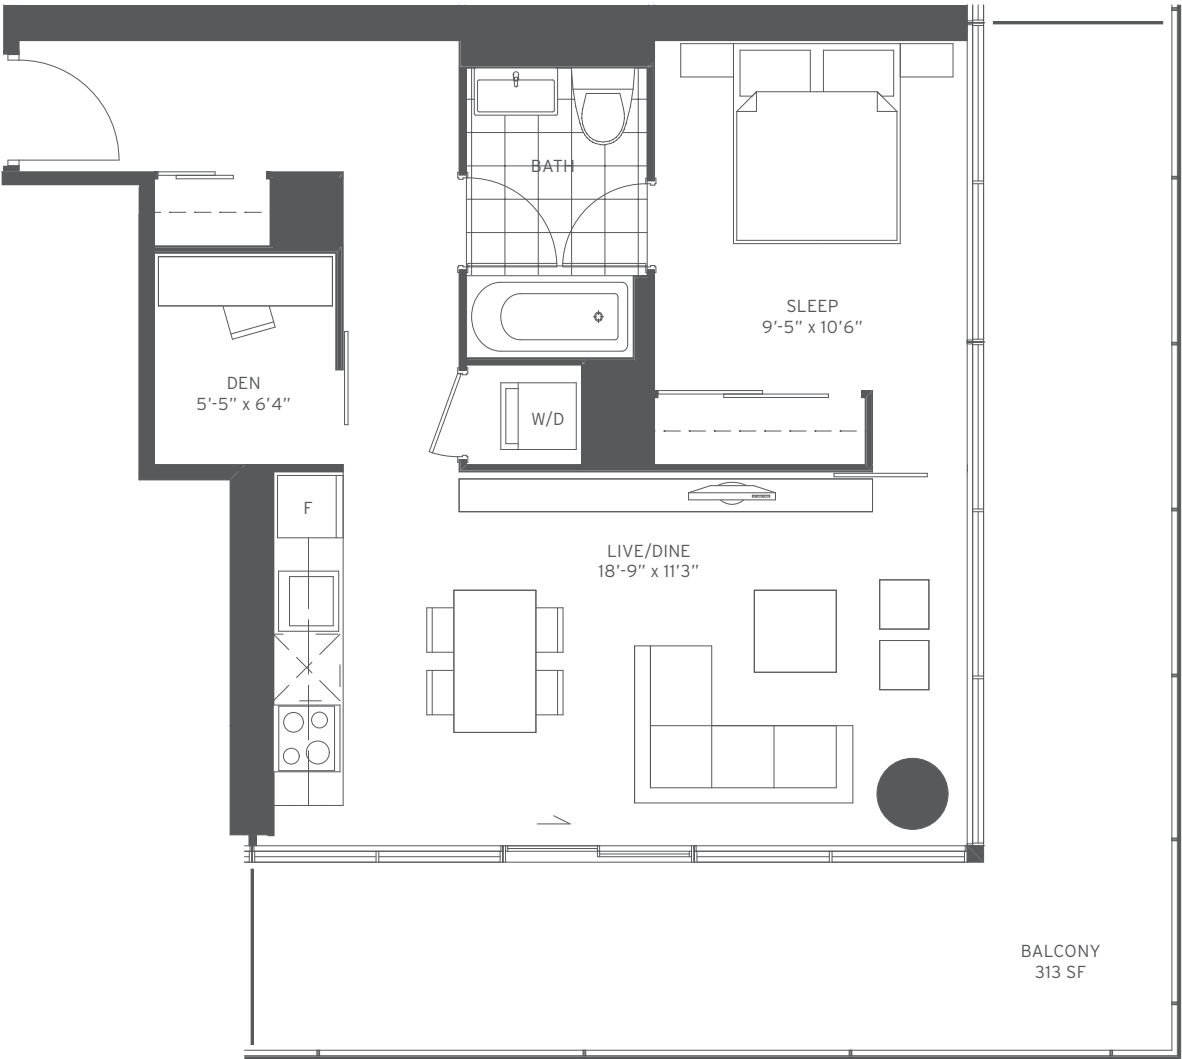 BATH
SLEEP
9'-5" x 10'6"
DEN
5'-5" x 6'4"
W/D
F
LIVE/DINE
18'-9" x 11'3"
BALCONY
313 SF